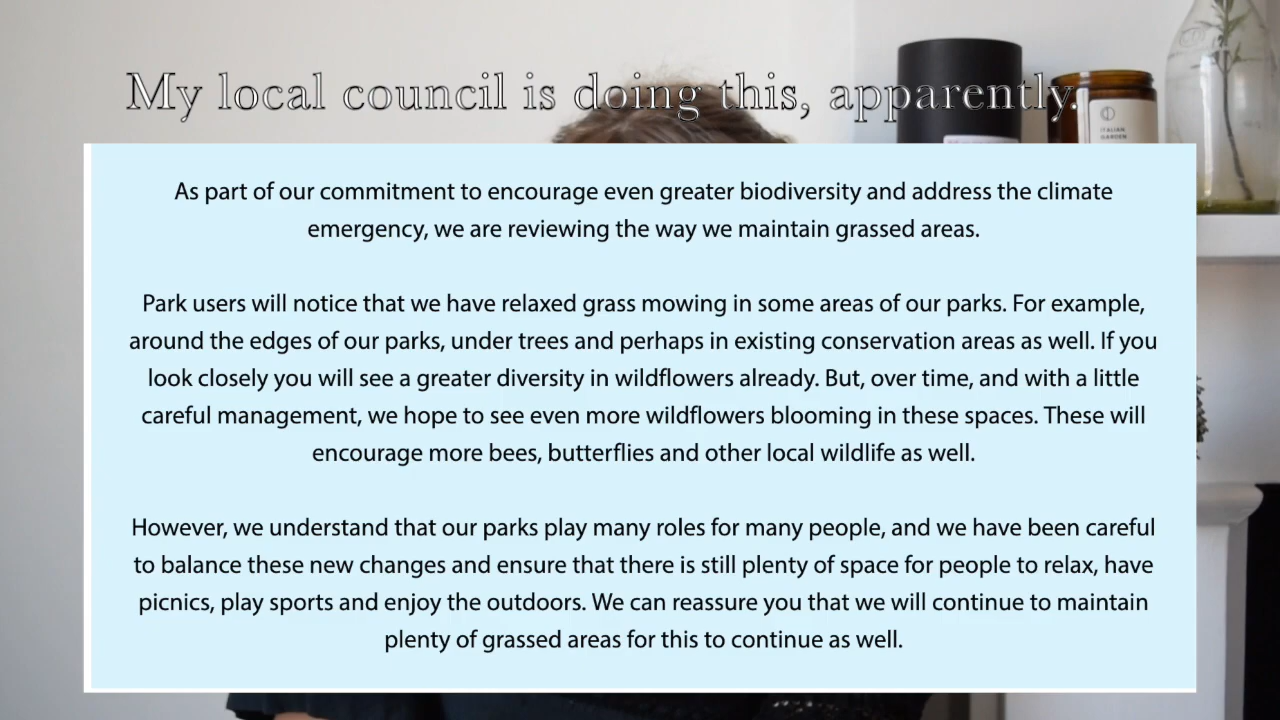 My local council is doing this, apparently.
ITALIAN
GARDEN
As part of our commitment to encourage even greater biodiversity and address the climate
emergency, we are reviewing the way we maintain grassed areas.
Park users will notice that we have relaxed grass mowing in some areas of our parks. For example,
around the edges of our parks, under trees and perhaps in existing conservation areas as well. If you
look closely you will see a greater diversity in wildflowers already. But, over time, and with a little
careful management, we hope to see even more wildflowers blooming in these spaces. These will
encourage more bees, butterflies and other local wildlife as well.
However, we understand that our parks play many roles for many people, and we have been careful
to balance these new changes and ensure that there is still plenty of space for people to relax, have
picnics, play sports and enjoy the outdoors. We can reassure you that we will continue to maintain
plenty of grassed areas for this to continue as well.